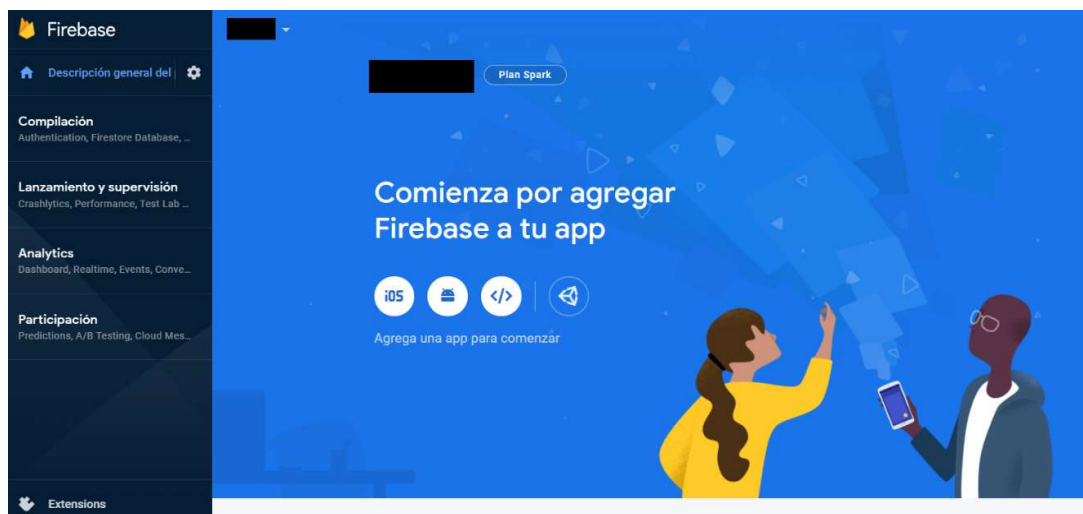 Firebase
Descripción general del
Compilación
Authentication, Firestore Database, ...
Lanzamiento y supervisión
Crashlytics, Performance, Test Lab ...
Analytics
Dashboard, Realtime, Events, Conve...
Participación
Predictions, A/B Testing, Cloud Mes...
Extensions
Plan Spark
Comienza por agregar
Firebase a tu app
iOS </>
Agrega una app para comenzar